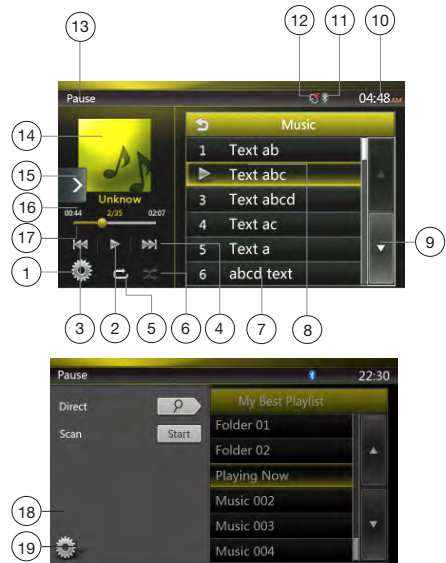 12 11 10
13
Pause 04:48 AM
14
Music
1 Text ab
Text abc
15
3 Text abcd
Unknow
16
00:44 2/35 02:07
4 Text ac
17
9
5 Text a
1
6 abcd text
3 2 5 6 4 7 8
Pause 22:30
Direct
My Best Playlist
Folder 01
Scan Start
Folder 02
Playing Now
Music 002
18
Music 003
19
Music 004